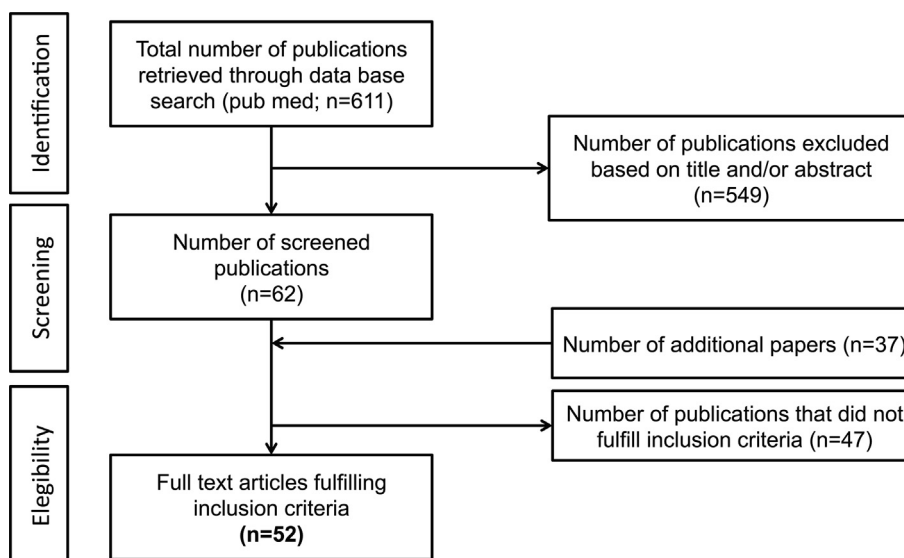 Identification
Total number of publications
retrieved through data base
search (pub med; n=611)
Number of publications excluded
based on title and/or abstract
(n=549)
Screening
Number of screened
publications
(n=62)
Number of additional papers (n=37)
Elegibility
Number of publications that did not
fulfill inclusion criteria (n=47)
Full text articles fulfilling
inclusion criteria
(n=52)